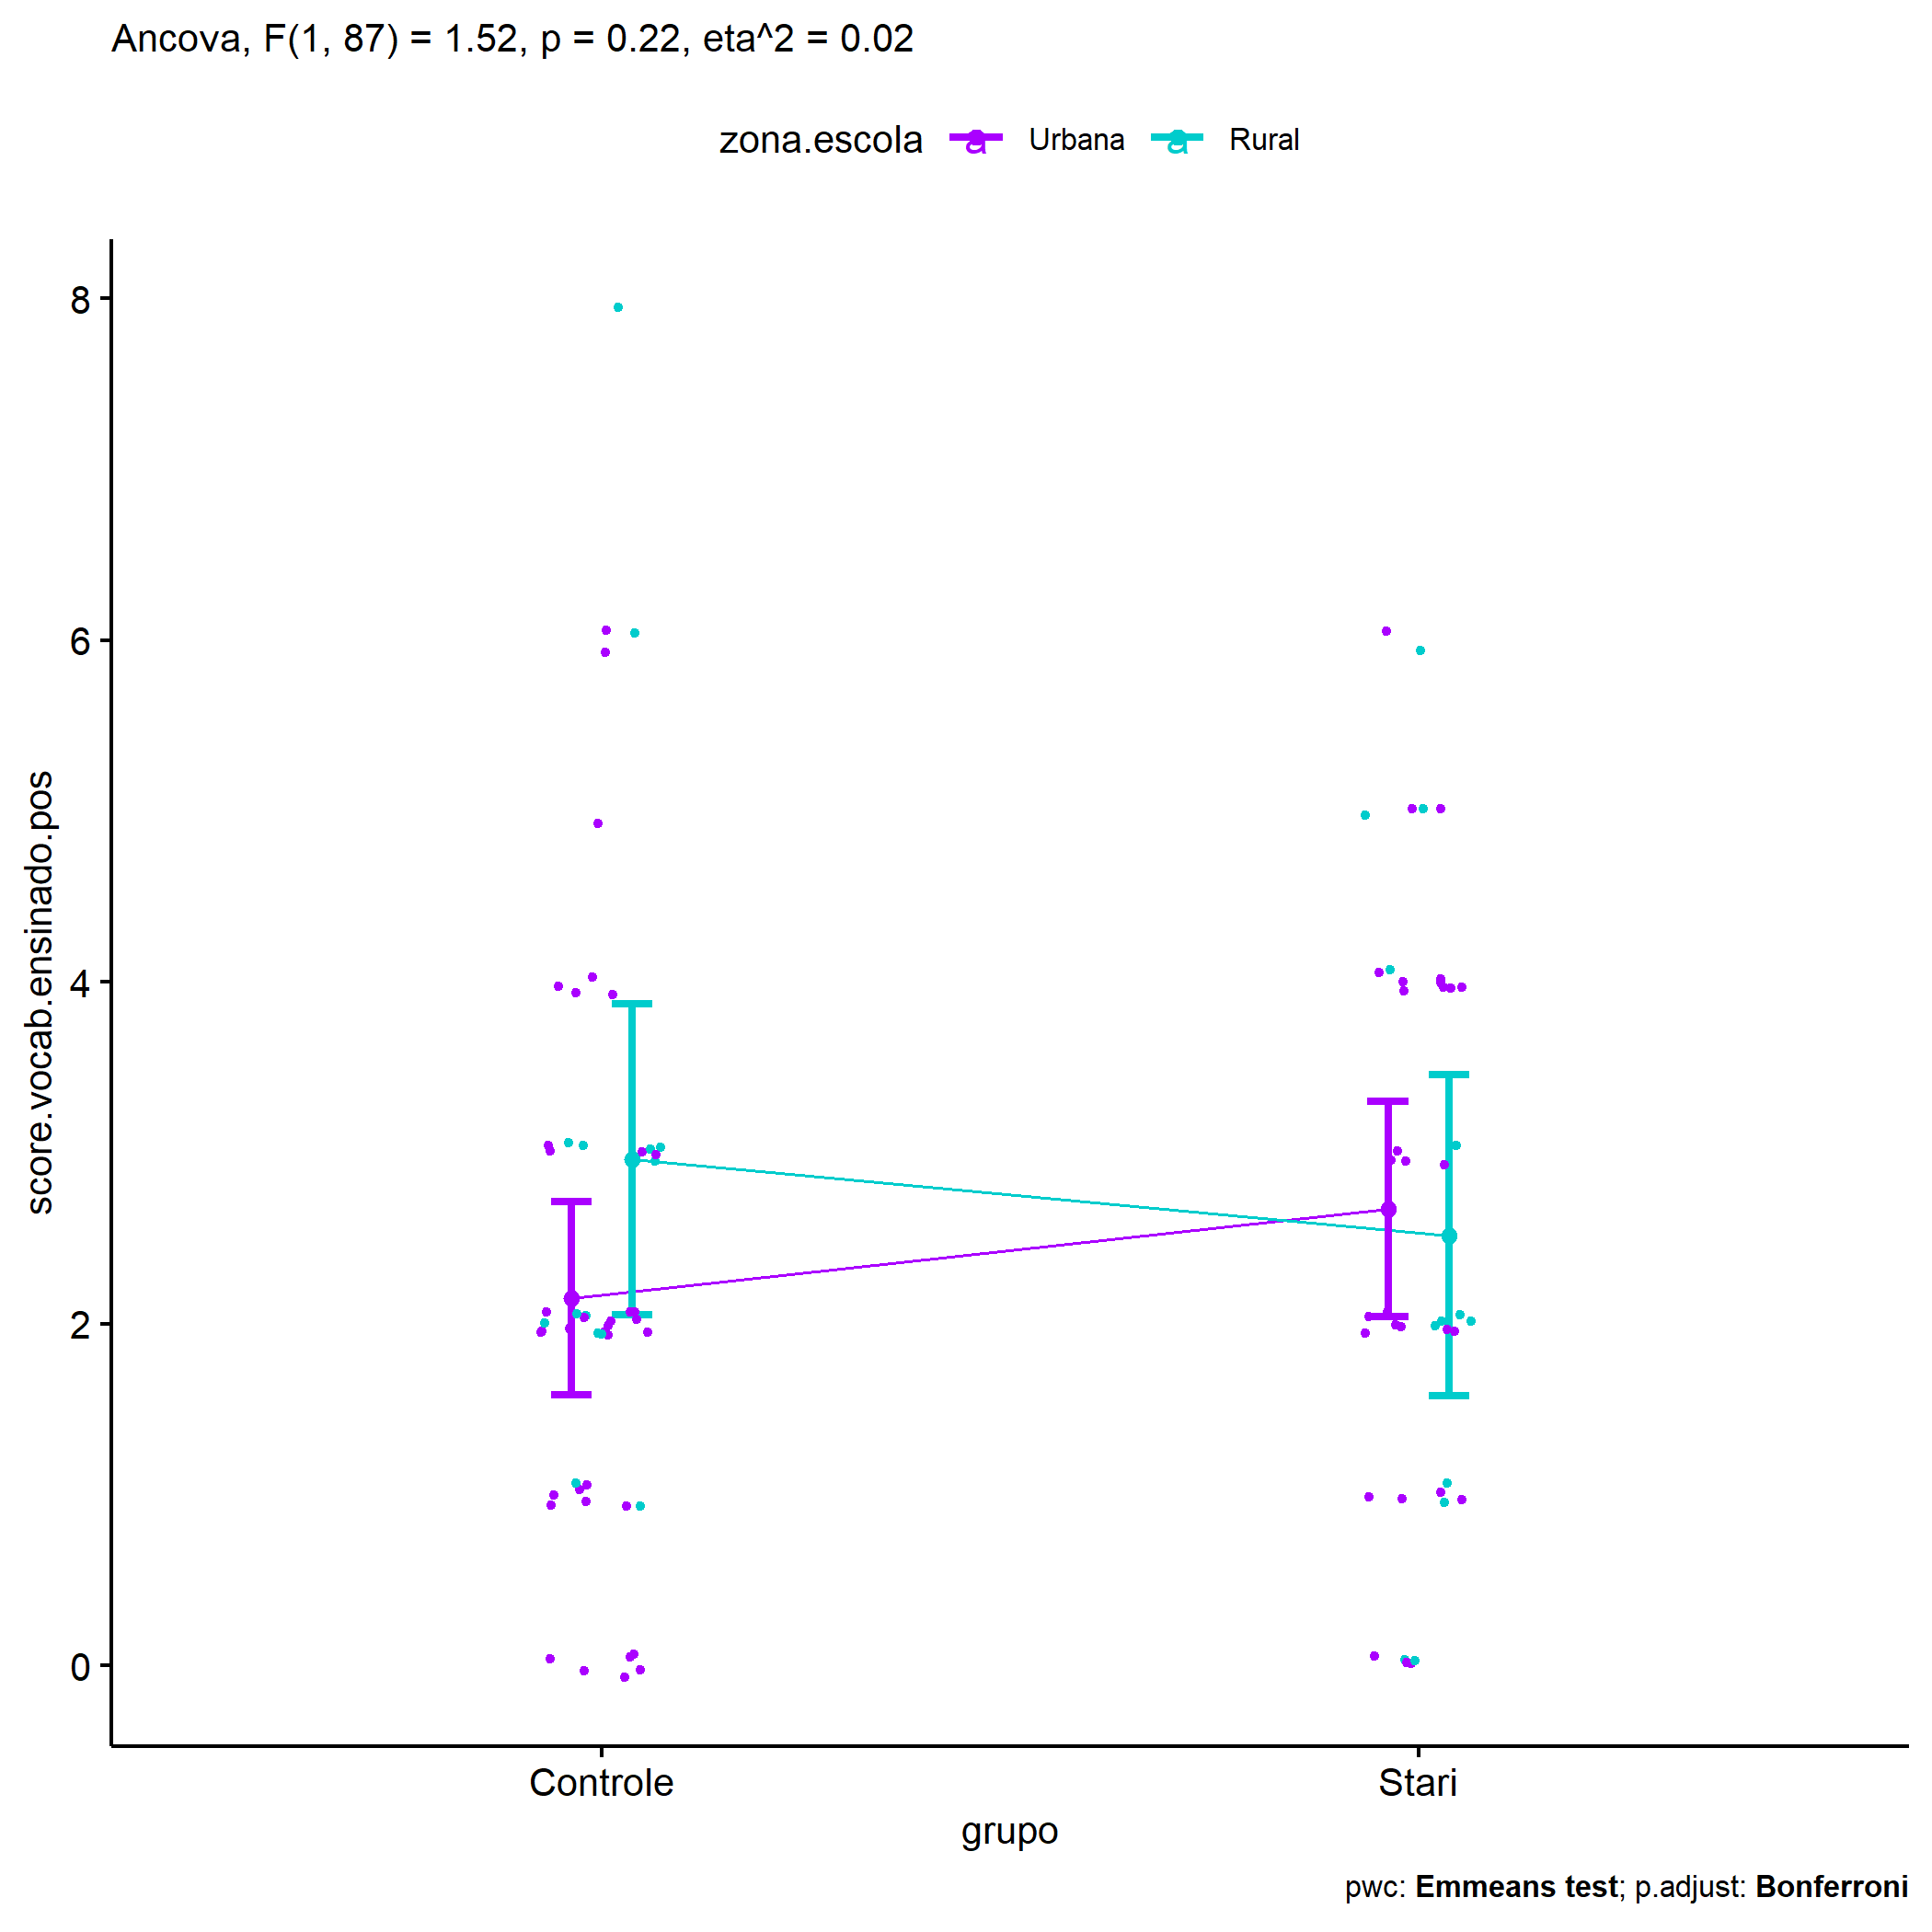 Ancova, F(1, 87) = 1.52, p = 0.22, eta^2 = 0.02
zona.escola a Urbana a Rural
8
6
4
2
0
score.vocab.ensinado.pos
Controle Stari
grupo
pwc: Emmeans test; p.adjust: Bonferroni